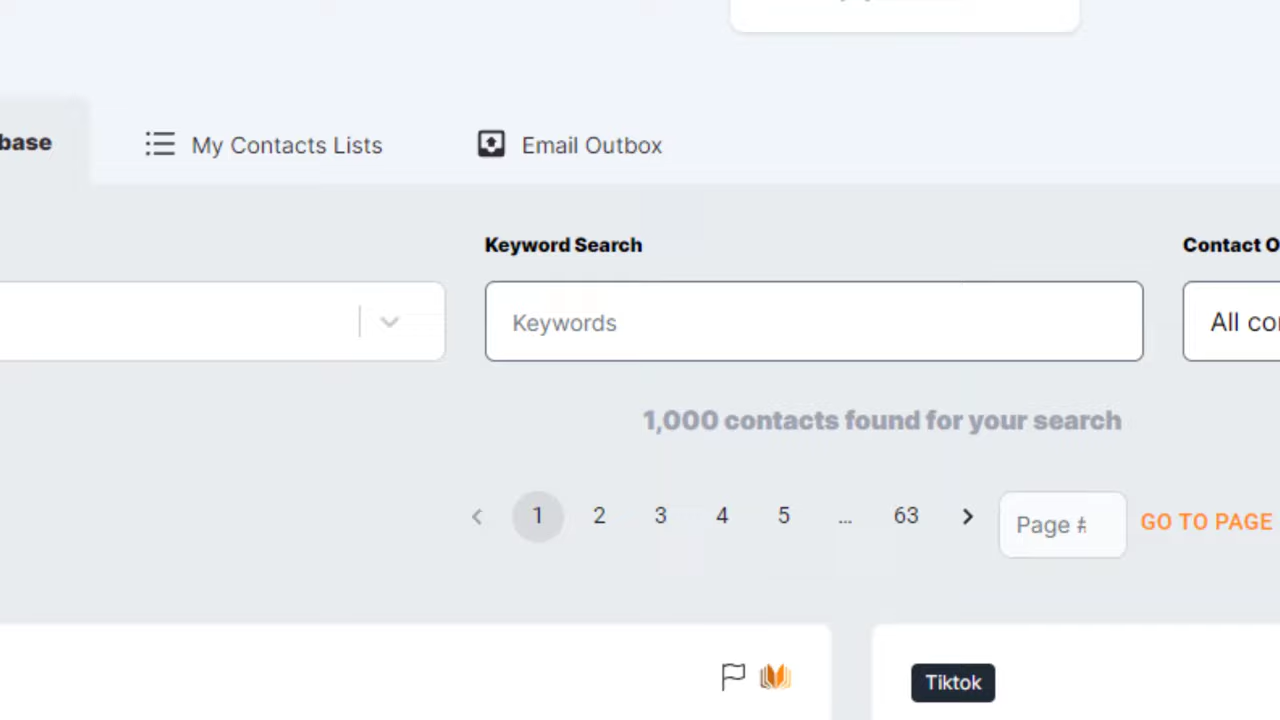 base My Contacts Lists Email Outbox
Keyword Search Contact O
Keywords All co
1,000 contacts found for your search
1 2 3 4 5 ... 63 Page # GO TO PAGE
Tiktok